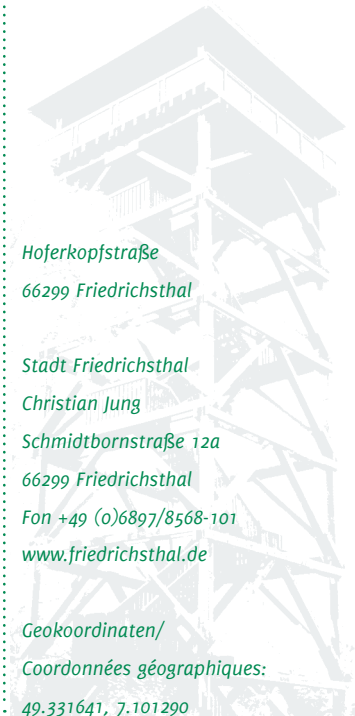 Hoferkopfstraße
66299 Friedrichsthal
Stadt Friedrichsthal
Christian Jung
Schmidtbornstraße 12a
66299 Friedrichsthal
Fon +49 (0)6897/8568-101
www.friedrichsthal.de
Geokoordinaten/
Coordonnées géographiques:
49.331641, 7.101290